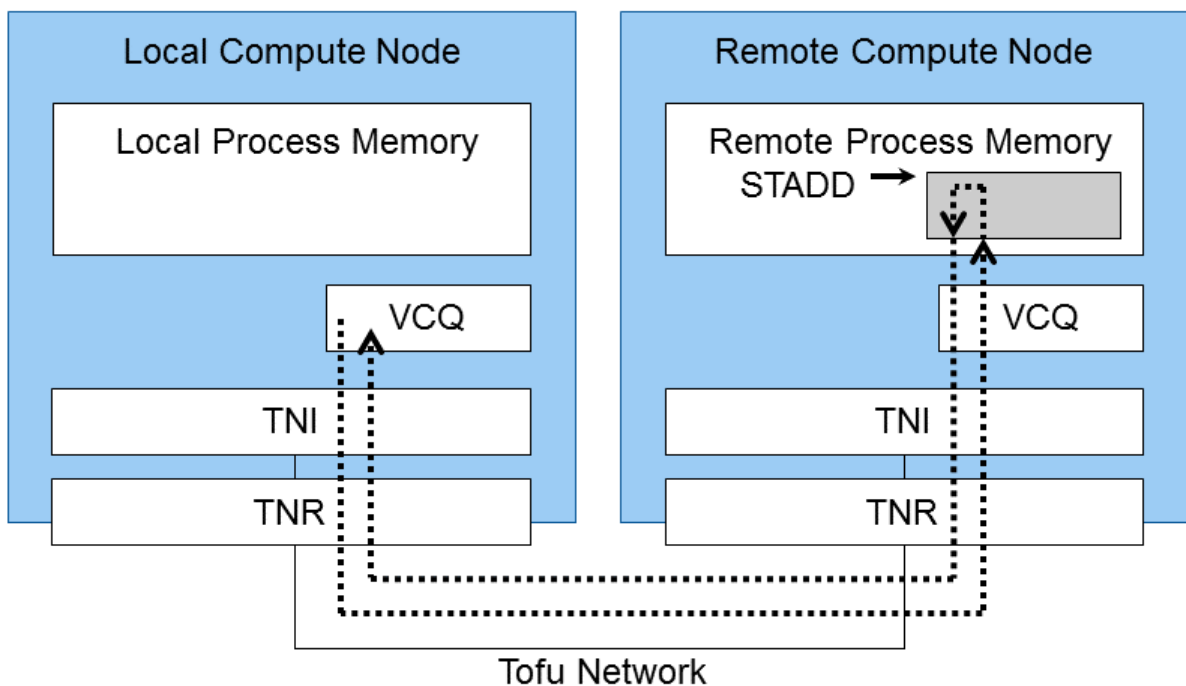 Local Compute Node
Local Process Memory
VCQ
TNI
TNR
Remote Compute Node
Remote Process Memory
STADD
VCQ
TNI
TNR
Tofu Network